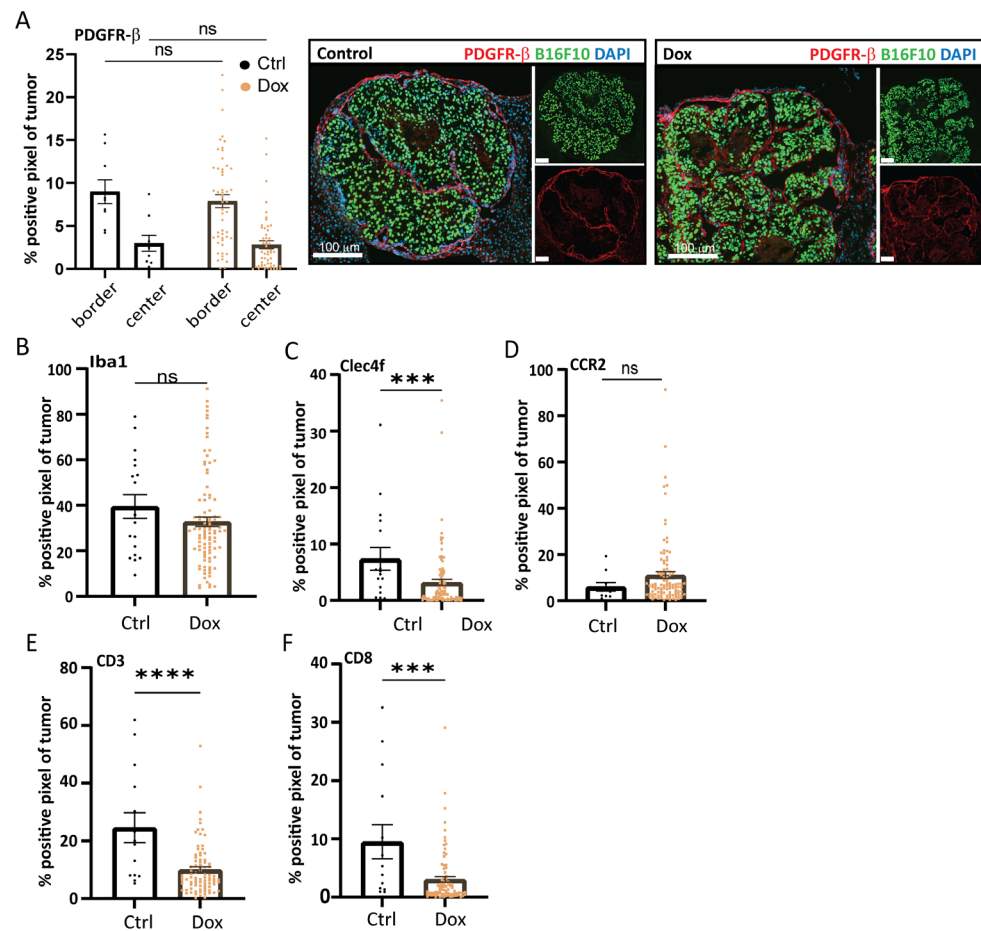 A
PDGFR-β
ns
ns
Ctrl
Dox
% positive pixel of tumor
25
20
15
10
5
0
border
center
border
center
Control
PDGFR-β B16F10 DAPI
100 µm
Dox
PDGFR-β B16F10 DAPI
100 µm
B
Iba1
ns
% positive pixel of tumor
100
80
60
40
20
0
Ctrl
Dox
C
Clec4f
***
% positive pixel of tumor
40
30
20
10
0
Ctrl
Dox
D
CCR2
ns
% positive pixel of tumor
100
80
60
40
20
0
Ctrl
Dox
E
CD3
****
% positive pixel of tumor
80
60
40
20
0
Ctrl
Dox
F
CD8
***
% positive pixel of tumor
40
30
20
10
0
Ctrl
Dox